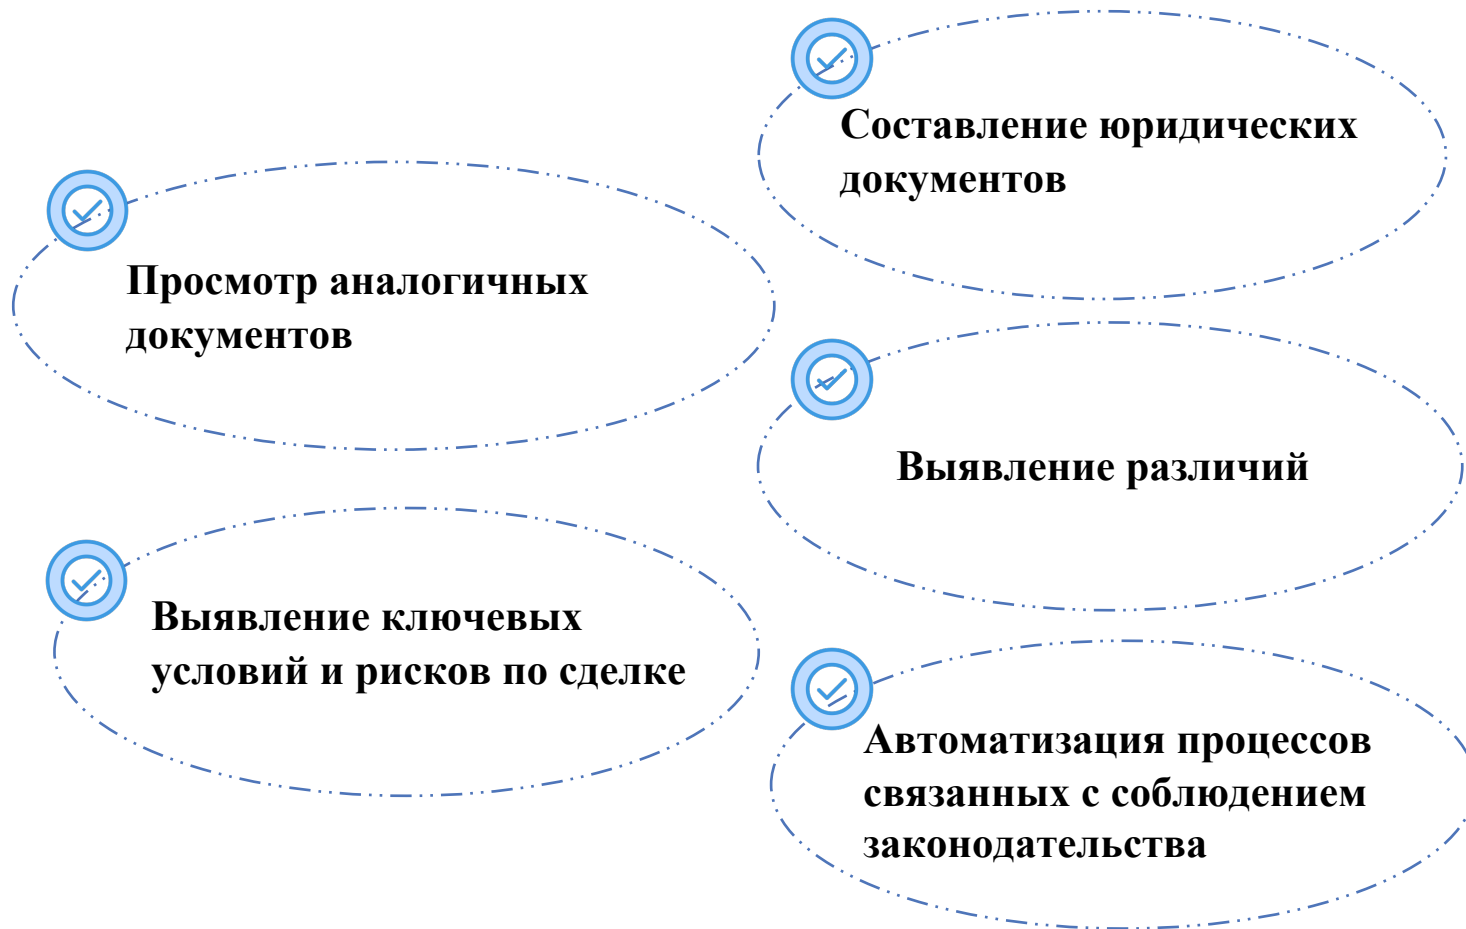 Составление юридических
документов
Просмотр аналогичных
документов
Выявление различий
Выявление ключевых
условий и рисков по сделке
Автоматизация процессов
связанных с соблюдением
законодательства